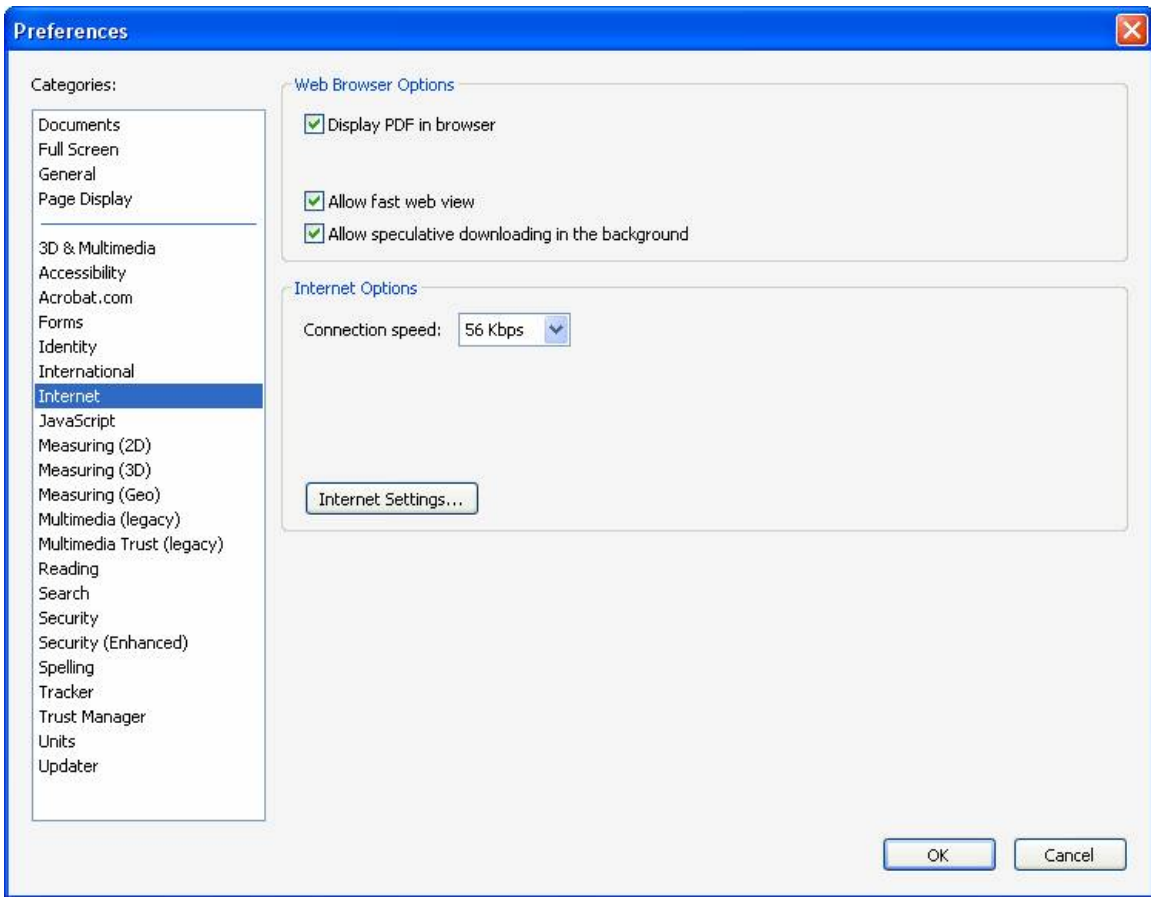 Preferences
Categories:
Documents
Full Screen
General
Page Display
3D & Multimedia
Accessibility
Acrobat.com
Forms
Identity
International
Internet
JavaScript
Measuring (2D)
Measuring (3D)
Measuring (Geo)
Multimedia (legacy)
Multimedia Trust (legacy)
Reading
Search
Security
Security (Enhanced)
Spelling
Tracker
Trust Manager
Units
Updater
Web Browser Options
Display PDF in browser
Allow fast web view
Allow speculative downloading in the background
Internet Options
Connection speed: 56 Kbps
Internet Settings...
OK Cancel